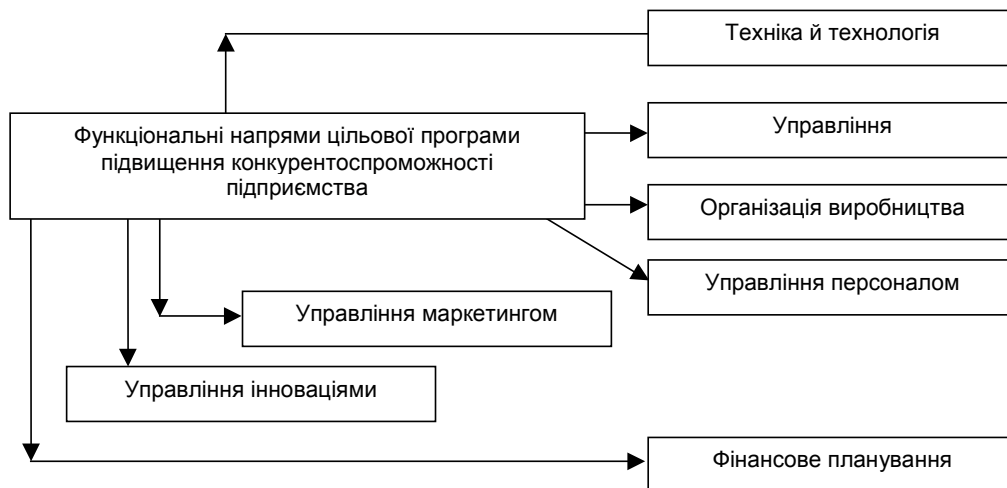 Техніка й технологія
Функціональні напрями цільової програми
підвищення конкурентоспроможності
підприємства
Управління
Організація виробництва
Управління персоналом
Управління маркетингом
Управління інноваціями
Фінансове планування